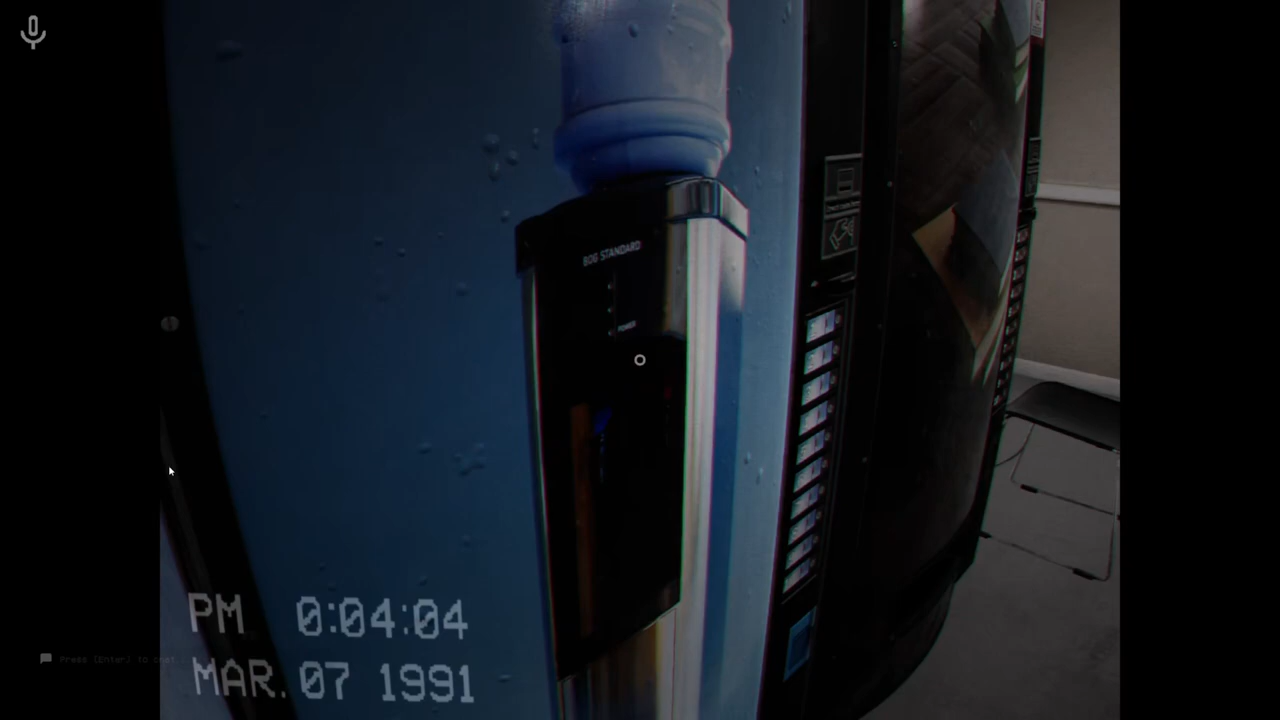 BOG STANDARD
POWER
PM 0:04:04
Press [Enter] to chat...
MAR. 07 1991